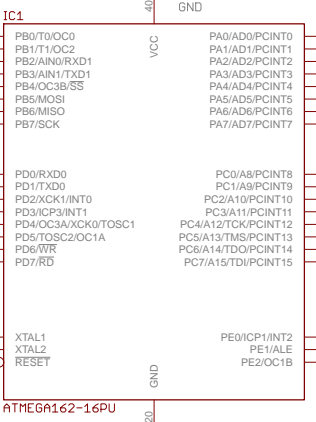 40 GND
IC1
VCC
PB0/T0/OC0 PA0/AD0/PCINT0
PB1/T1/OC2 PA1/AD1/PCINT1
PB2/AIN0/RXD1 PA2/AD2/PCINT2
PB3/AIN1/TXD1 PA3/AD3/PCINT3
PB4/OC3B/SS PA4/AD4/PCINT4
PB5/MOSI PA5/AD5/PCINT5
PB6/MISO PA6/AD6/PCINT6
PB7/SCK PA7/AD7/PCINT7
PD0/RXD0 PC0/A8/PCINT8
PD1/TXD0 PC1/A9/PCINT9
PD2/XCK1/INT0 PC2/A10/PCINT10
PD3/ICP3/INT1 PC3/A11/PCINT11
PD4/OC3A/XCK0/TOSC1 PC4/A12/TCK/PCINT12
PD5/TOSC2/OC1A PC5/A13/TMS/PCINT13
PD6/WR PC6/A14/TDO/PCINT14
PD7/RD PC7/A15/TDI/PCINT15
XTAL1 PE0/ICP1/INT2
XTAL2 PE1/ALE
RESET PE2/OC1B
GND
ATMEGA162-16PU
20